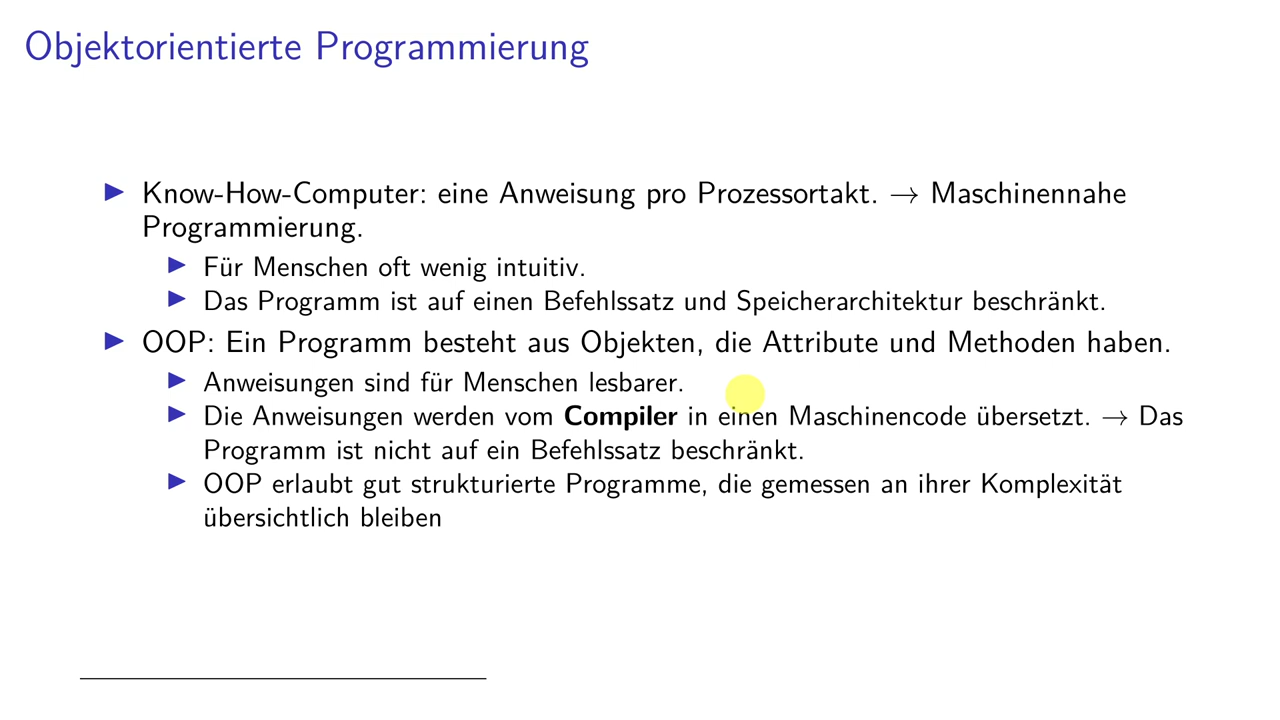 Objektorientierte Programmierung
Know-How-Computer: eine Anweisung pro Prozessortakt. → Maschinennahe
Programmierung.
Für Menschen oft wenig intuitiv.
Das Programm ist auf einen Befehlssatz und Speicherarchitektur beschränkt.
OOP: Ein Programm besteht aus Objekten, die Attribute und Methoden haben.
Anweisungen sind für Menschen lesbarer.
Die Anweisungen werden vom Compiler in einen Maschinencode übersetzt. → Das
Programm ist nicht auf ein Befehlssatz beschränkt.
OOP erlaubt gut strukturierte Programme, die gemessen an ihrer Komplexität
übersichtlich bleiben